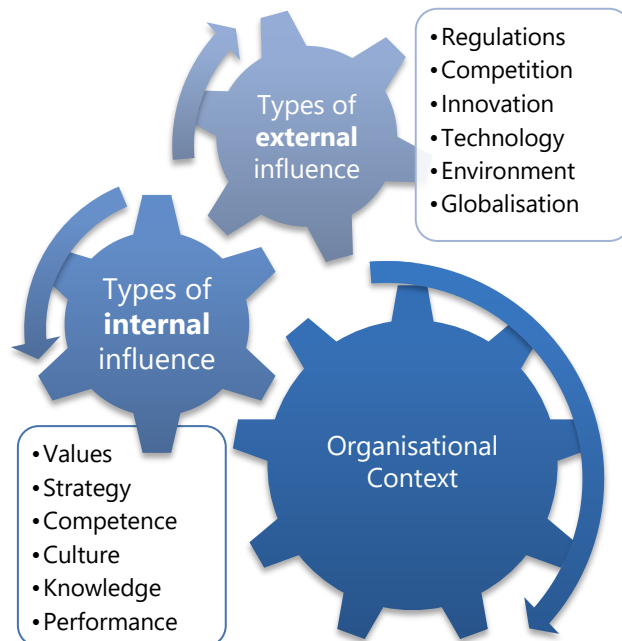 Types of
external
influence
• Regulations
• Competition
• Innovation
• Technology
• Environment
• Globalisation
Types of
internal
influence
• Values
• Strategy
• Competence
• Culture
• Knowledge
• Performance
Organisational
Context